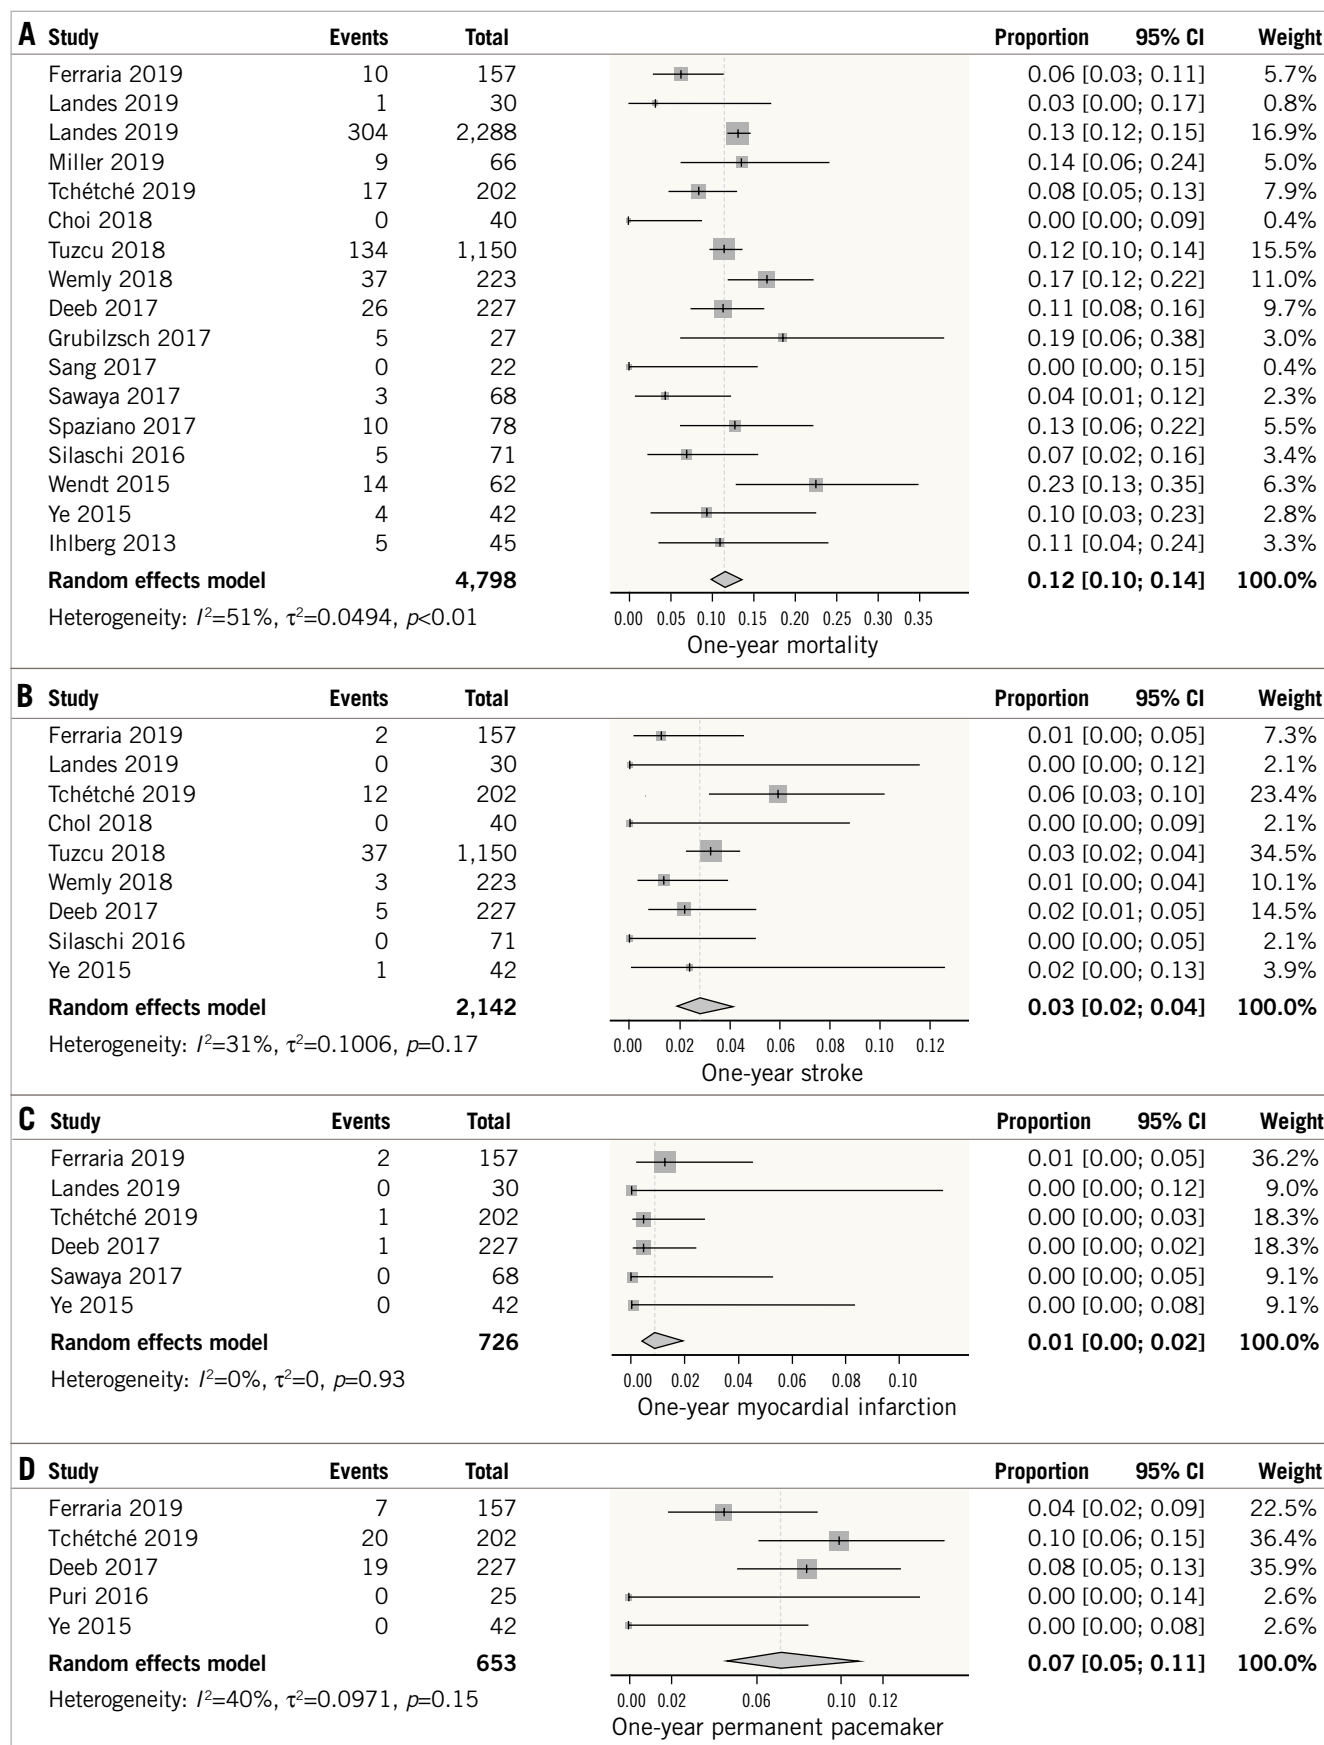 A Study Events Total Proportion 95% CI Weight
Ferraria 2019 10 157 0.06 [0.03; 0.11] 5.7%
Landes 2019 1 30 0.03 [0.00; 0.17] 0.8%
Landes 2019 304 2,288 0.13 [0.12; 0.15] 16.9%
Miller 2019 9 66 0.14 [0.06; 0.24] 5.0%
Tchétché 2019 17 202 0.08 [0.05; 0.13] 7.9%
Choi 2018 0 40 0.00 [0.00; 0.09] 0.4%
Tuzcu 2018 134 1,150 0.12 [0.10; 0.14] 15.5%
Wemly 2018 37 223 0.17 [0.12; 0.22] 11.0%
Deeb 2017 26 227 0.11 [0.08; 0.16] 9.7%
Grubilzsch 2017 5 27 0.19 [0.06; 0.38] 3.0%
Sang 2017 0 22 0.00 [0.00; 0.15] 0.4%
Sawaya 2017 3 68 0.04 [0.01; 0.12] 2.3%
Spaziano 2017 10 78 0.13 [0.06; 0.22] 5.5%
Silaschi 2016 5 71 0.07 [0.02; 0.16] 3.4%
Wendt 2015 14 62 0.23 [0.13; 0.35] 6.3%
Ye 2015 4 42 0.10 [0.03; 0.23] 2.8%
Ihlberg 2013 5 45 0.11 [0.04; 0.24] 3.3%
Random effects model 4,798 0.12 [0.10; 0.14] 100.0%
Heterogeneity: I²=51%, τ²=0.0494, p<0.01
0.00 0.05 0.10 0.15 0.20 0.25 0.30 0.35
One-year mortality
B Study Events Total Proportion 95% CI Weight
Ferraria 2019 2 157 0.01 [0.00; 0.05] 7.3%
Landes 2019 0 30 0.00 [0.00; 0.12] 2.1%
Tchétché 2019 12 202 0.06 [0.03; 0.10] 23.4%
Chol 2018 0 40 0.00 [0.00; 0.09] 2.1%
Tuzcu 2018 37 1,150 0.03 [0.02; 0.04] 34.5%
Wemly 2018 3 223 0.01 [0.00; 0.04] 10.1%
Deeb 2017 5 227 0.02 [0.01; 0.05] 14.5%
Silaschi 2016 0 71 0.00 [0.00; 0.05] 2.1%
Ye 2015 1 42 0.02 [0.00; 0.13] 3.9%
Random effects model 2,142 0.03 [0.02; 0.04] 100.0%
Heterogeneity: I²=31%, τ²=0.1006, p=0.17
0.00 0.02 0.04 0.06 0.08 0.10 0.12
One-year stroke
C Study Events Total Proportion 95% CI Weight
Ferraria 2019 2 157 0.01 [0.00; 0.05] 36.2%
Landes 2019 0 30 0.00 [0.00; 0.12] 9.0%
Tchétché 2019 1 202 0.00 [0.00; 0.03] 18.3%
Deeb 2017 1 227 0.00 [0.00; 0.02] 18.3%
Sawaya 2017 0 68 0.00 [0.00; 0.05] 9.1%
Ye 2015 0 42 0.00 [0.00; 0.08] 9.1%
Random effects model 726 0.01 [0.00; 0.02] 100.0%
Heterogeneity: I²=0%, τ²=0, p=0.93
0.00 0.02 0.04 0.06 0.08 0.10
One-year myocardial infarction
D Study Events Total Proportion 95% CI Weight
Ferraria 2019 7 157 0.04 [0.02; 0.09] 22.5%
Tchétché 2019 20 202 0.10 [0.06; 0.15] 36.4%
Deeb 2017 19 227 0.08 [0.05; 0.13] 35.9%
Puri 2016 0 25 0.00 [0.00; 0.14] 2.6%
Ye 2015 0 42 0.00 [0.00; 0.08] 2.6%
Random effects model 653 0.07 [0.05; 0.11] 100.0%
Heterogeneity: I²=40%, τ²=0.0971, p=0.15
0.00 0.02 0.06 0.10 0.12
One-year permanent pacemaker